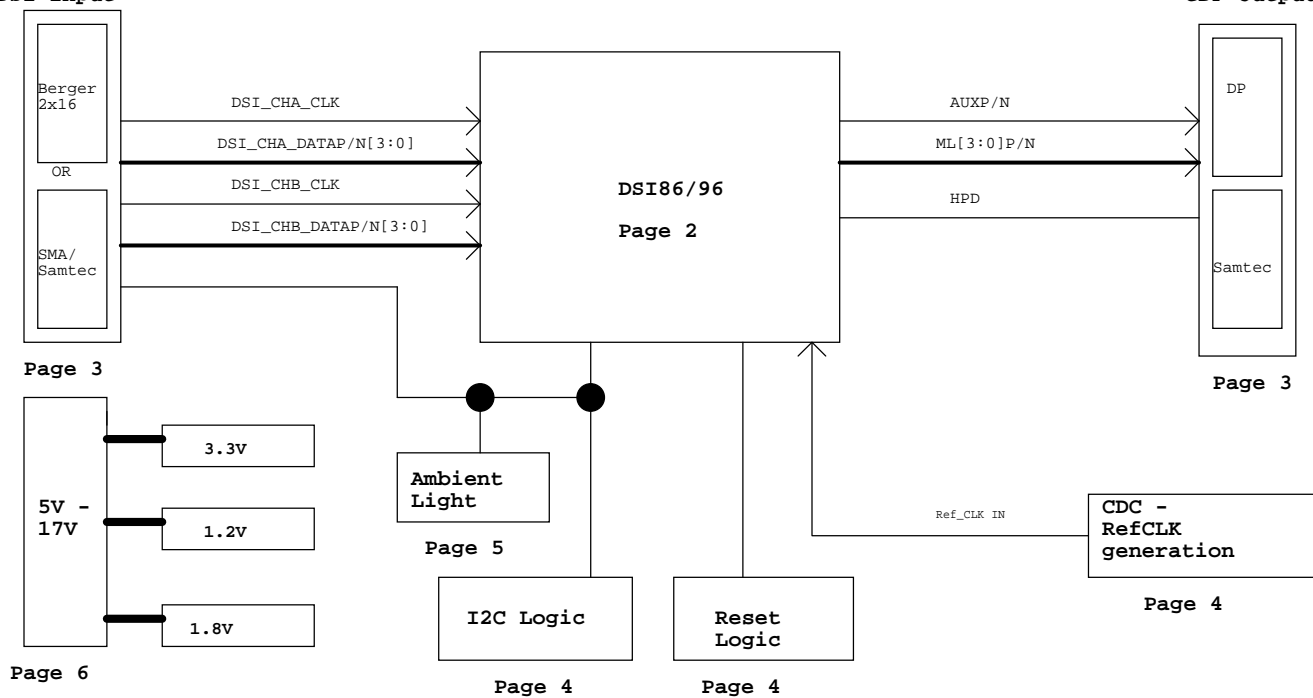 Berger
2x16
OR
SMA/
Samtec
Page 3
DSI_CHA_CLK
DSI_CHA_DATAP/N[3:0]
DSI_CHB_CLK
DSI_CHB_DATAP/N[3:0]
DSI86/96
Page 2
AUXP/N
ML[3:0]P/N
HPD
DP
Samtec
Page 3
5V -
17V
3.3V
1.2V
1.8V
Page 6
Ambient
Light
Page 5
I2C Logic
Page 4
Reset
Logic
Page 4
Ref_CLK IN
CDC -
RefCLK
generation
Page 4